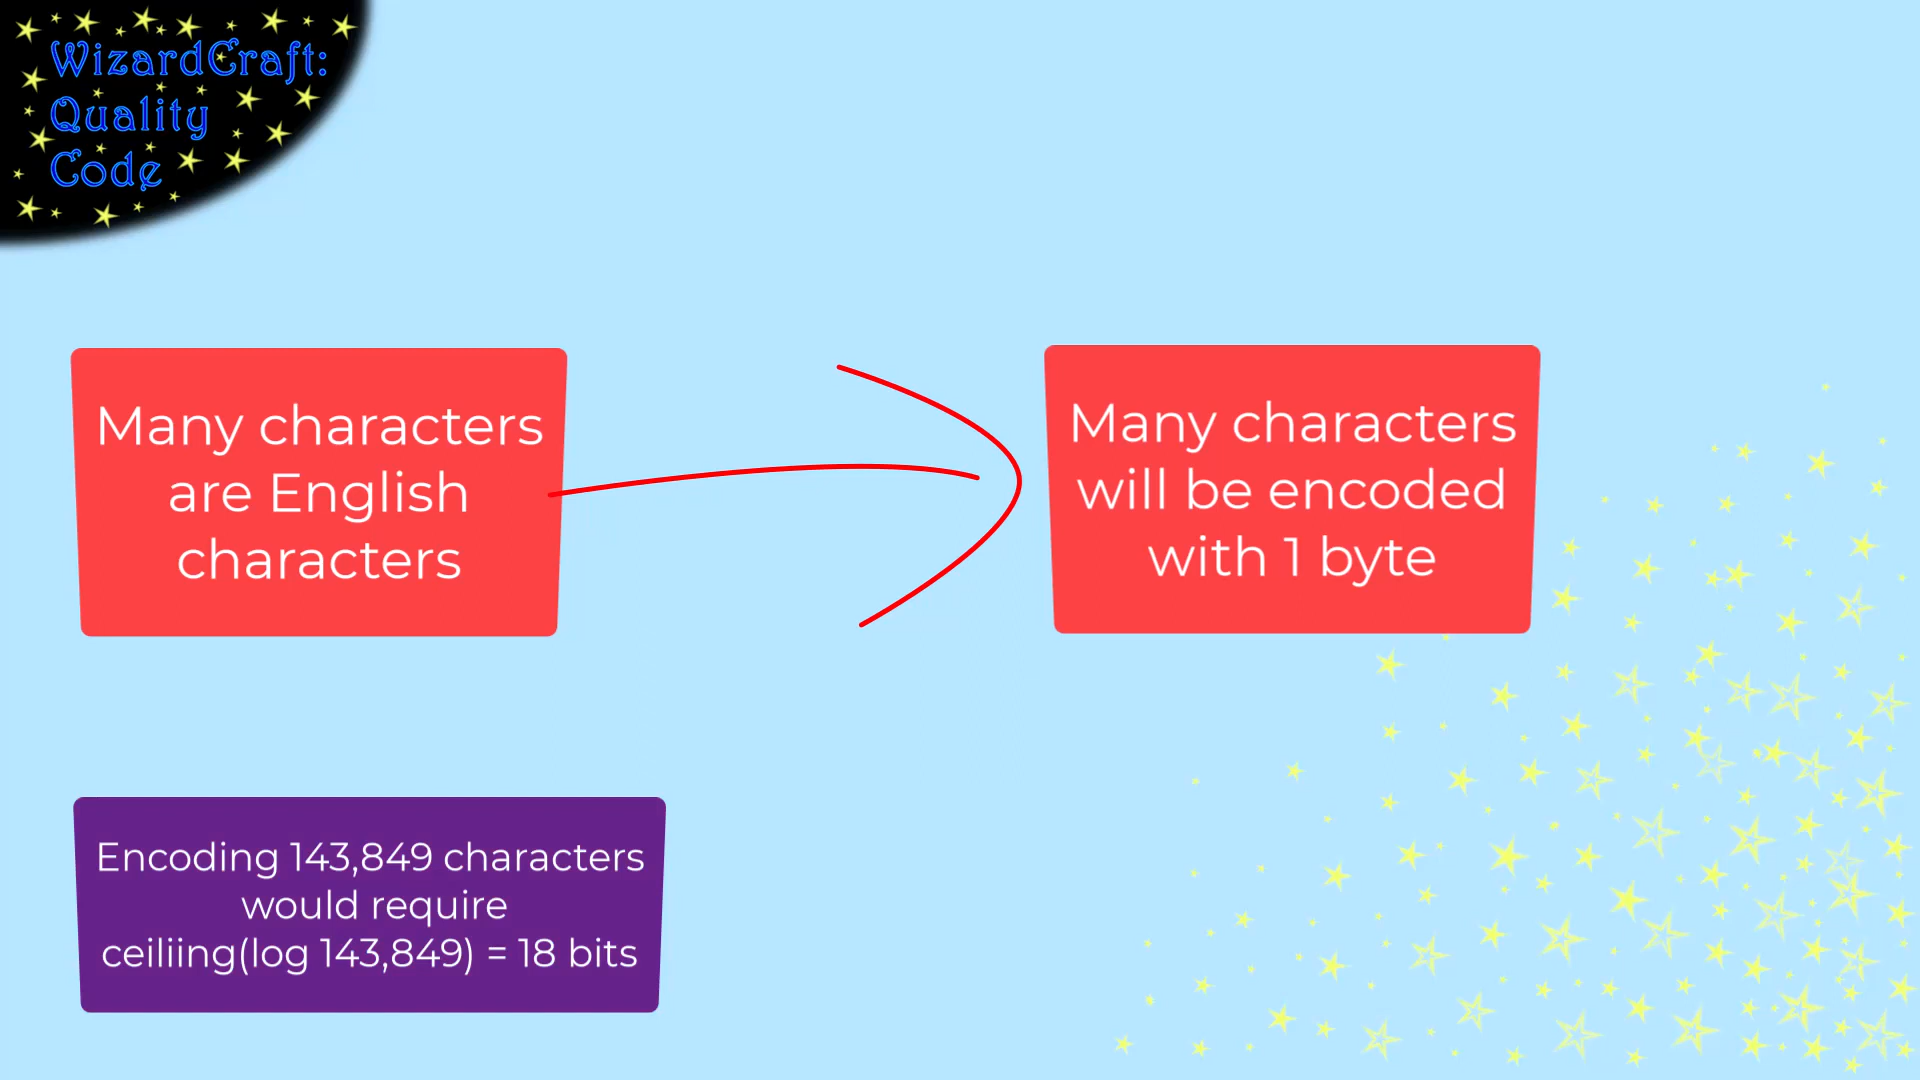 WizardCraft:
Quality
Code
Many characters
are English
characters
Many characters
will be encoded
with 1 byte
Encoding 143,849 characters
would require
ceiliing(log 143,849) = 18 bits